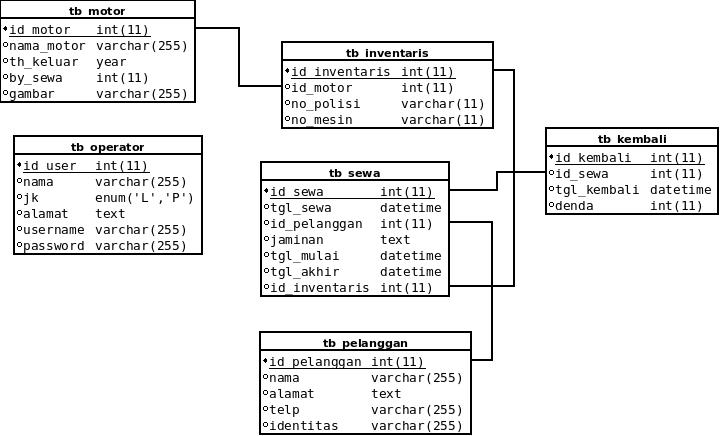 tb_motor
id_motor int(11)
nama_motor varchar(255)
th_keluar year
by_sewa int(11)
gambar varchar(255)
tb_inventaris
id_inventaris int(11)
id_motor int(11)
no_polisi varchar(11)
no_mesin varchar(11)
tb_operator
id_user int(11)
nama varchar(255)
jk enum('L','P')
alamat text
username varchar(255)
password varchar(255)
tb_sewa
id_sewa int(11)
tgl_sewa datetime
id_pelanggan int(11)
jaminan text
tgl_mulai datetime
tgl_akhir datetime
id_inventaris int(11)
tb_kembali
id_kembali int(11)
id_sewa int(11)
tgl_kembali datetime
denda int(11)
tb_pelanggan
id_pelanggan int(11)
nama varchar(255)
alamat text
telp varchar(255)
identitas varchar(255)